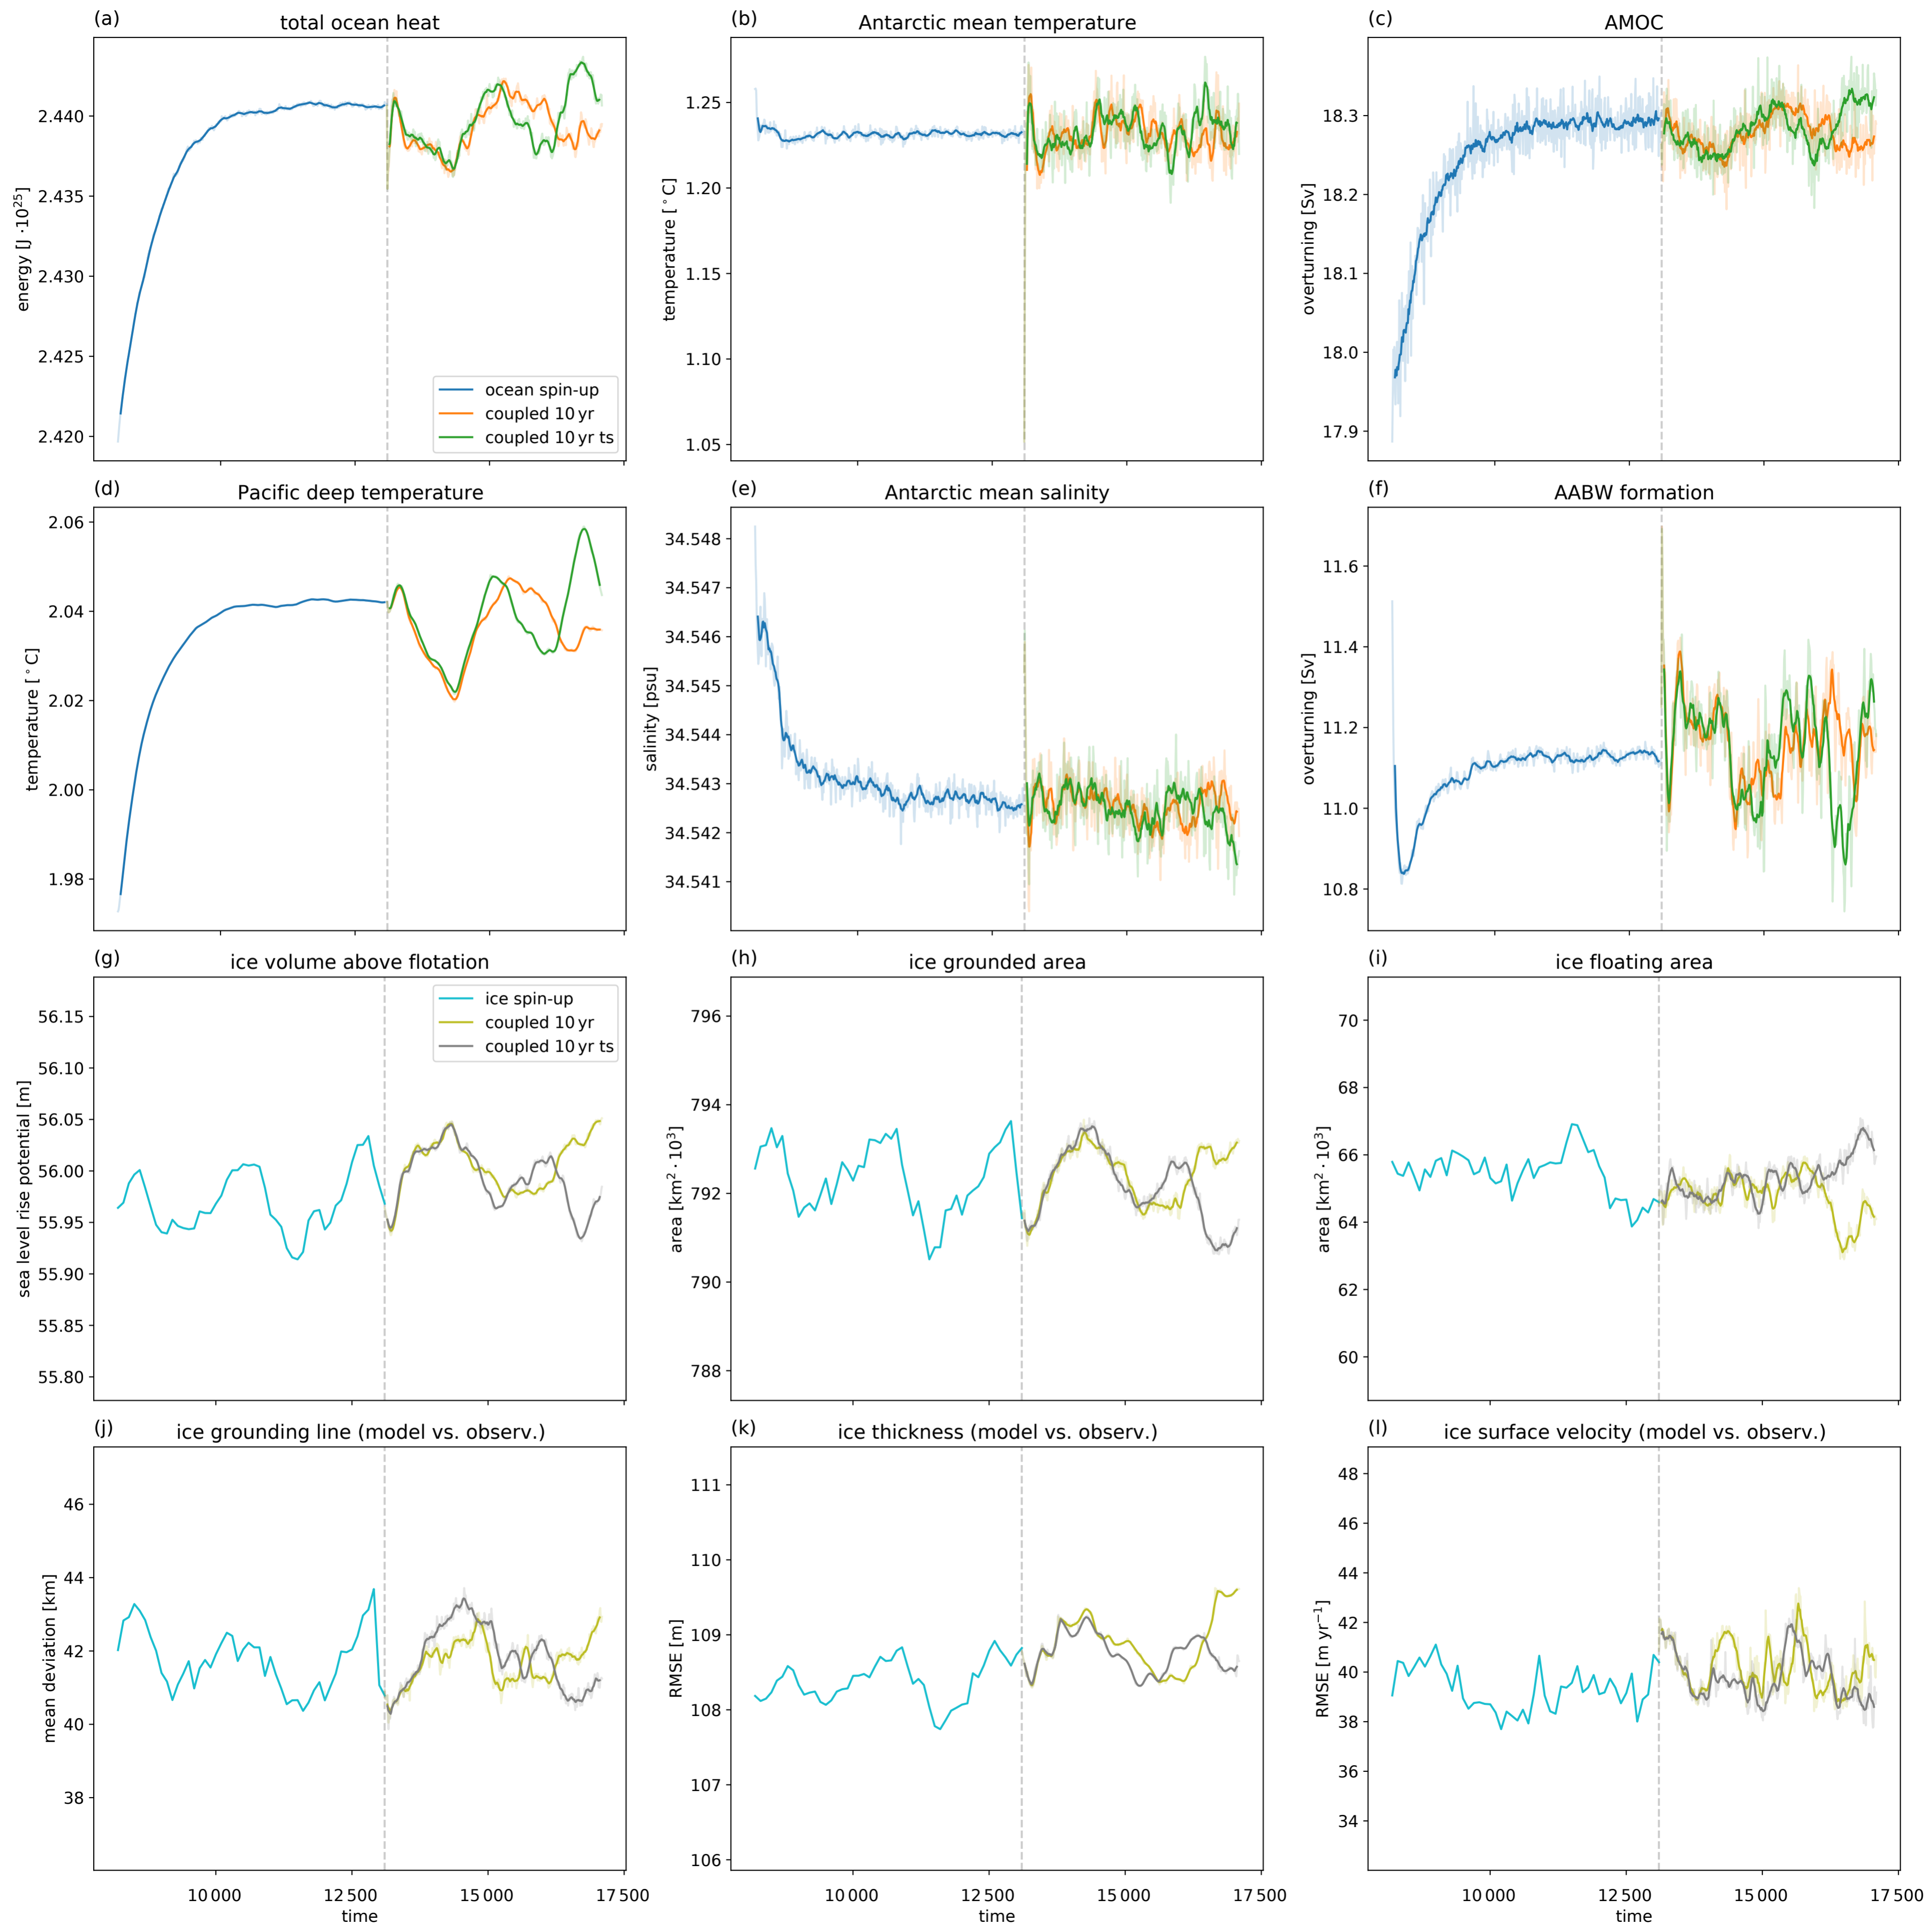 (a) total ocean heat
energy [J ·10²⁵]
2.440
2.435
2.430
2.425
2.420
ocean spin-up
coupled 10 yr
coupled 10 yr ts
(b) Antarctic mean temperature
temperature [°C]
1.25
1.20
1.15
1.10
1.05
(c) AMOC
overturning [Sv]
18.3
18.2
18.1
18.0
17.9
(d) Pacific deep temperature
temperature [°C]
2.06
2.04
2.02
2.00
1.98
(e) Antarctic mean salinity
salinity [psu]
34.548
34.547
34.546
34.545
34.544
34.543
34.542
34.541
(f) AABW formation
overturning [Sv]
11.6
11.4
11.2
11.0
10.8
(g) ice volume above flotation
sea level rise potential [m]
56.15
56.10
56.05
56.00
55.95
55.90
55.85
55.80
ice spin-up
coupled 10 yr
coupled 10 yr ts
(h) ice grounded area
area [km² · 10³]
796
794
792
790
788
(i) ice floating area
area [km² · 10³]
70
68
66
64
62
60
(j) ice grounding line (model vs. observ.)
mean deviation [km]
46
44
42
40
38
10 000 12 500 15 000 17 500
time
(k) ice thickness (model vs. observ.)
RMSE [m]
111
110
109
108
107
106
10 000 12 500 15 000 17 500
time
(l) ice surface velocity (model vs. observ.)
RMSE [m yr⁻¹]
48
46
44
42
40
38
36
34
10 000 12 500 15 000 17 500
time